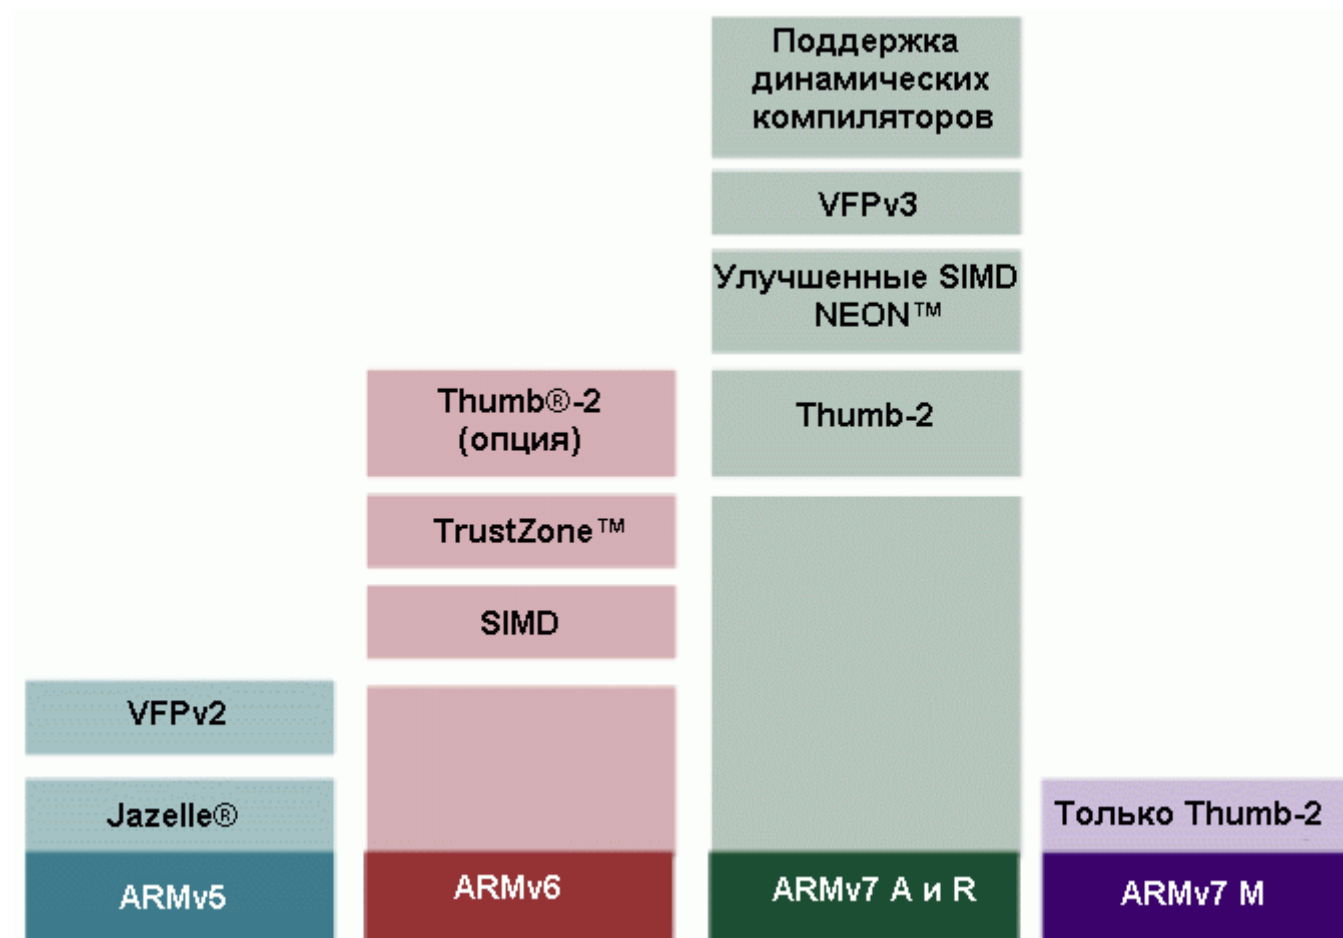 Поддержка
динамических
компиляторов
VFPv3
Улучшенные SIMD
NEON™
Thumb®-2
(опция)
Thumb-2
TrustZone™
SIMD
VFPv2
Jazelle®
Только Thumb-2
ARMv5
ARMv6
ARMv7 А и R
ARMv7 M